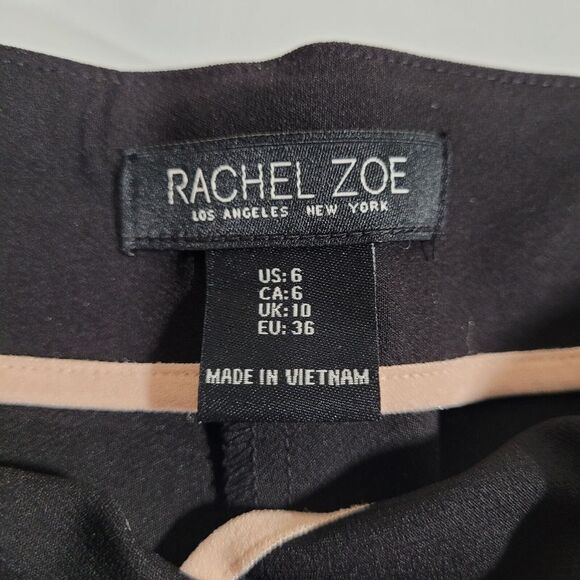 RACHEL ZOE
LOS ANGELES NEW YORK
US: 6
CA: 6
UK: 10
EU: 36
MADE IN VIETNAM